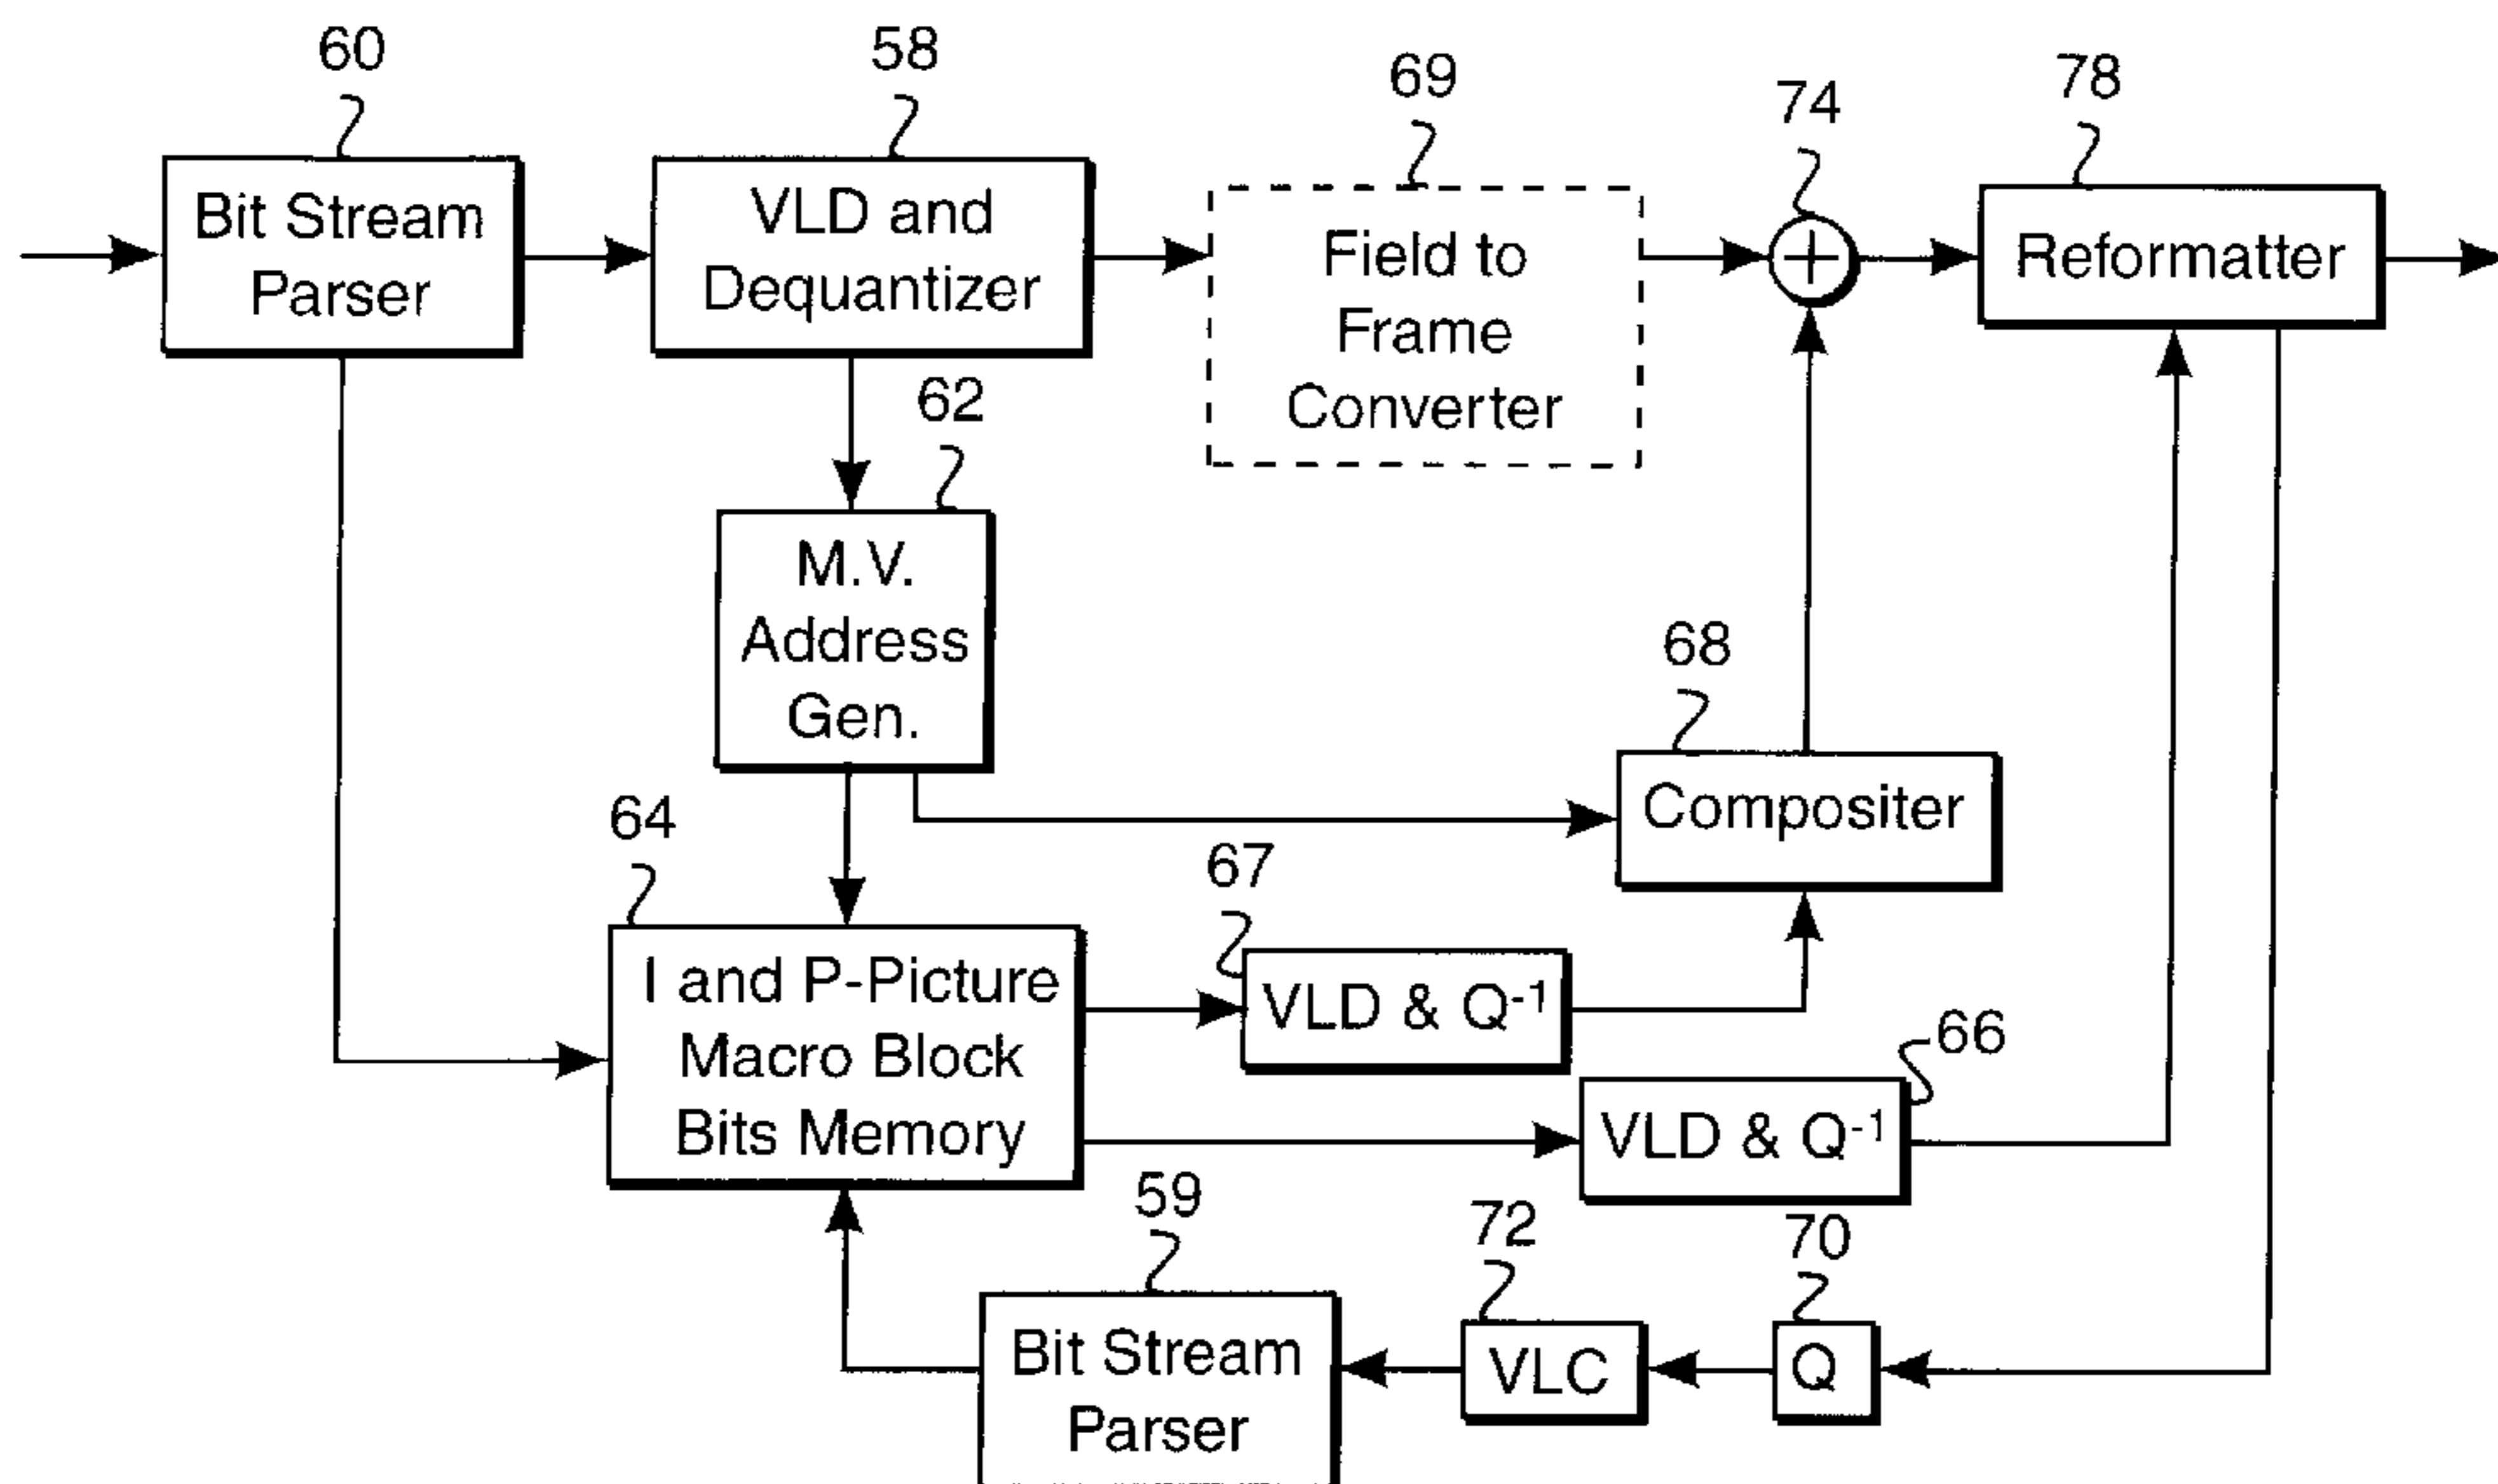 60
58
69
74
78
Bit Stream
Parser
VLD and
Dequantizer
Field to
Frame
Converter
+
Reformatter
62
M.V.
Address
Gen.
68
Compositer
64
67
I and P-Picture
Macro Block
Bits Memory
VLD & Q⁻¹
66
VLD & Q⁻¹
59
72
70
Bit Stream
Parser
VLC
Q